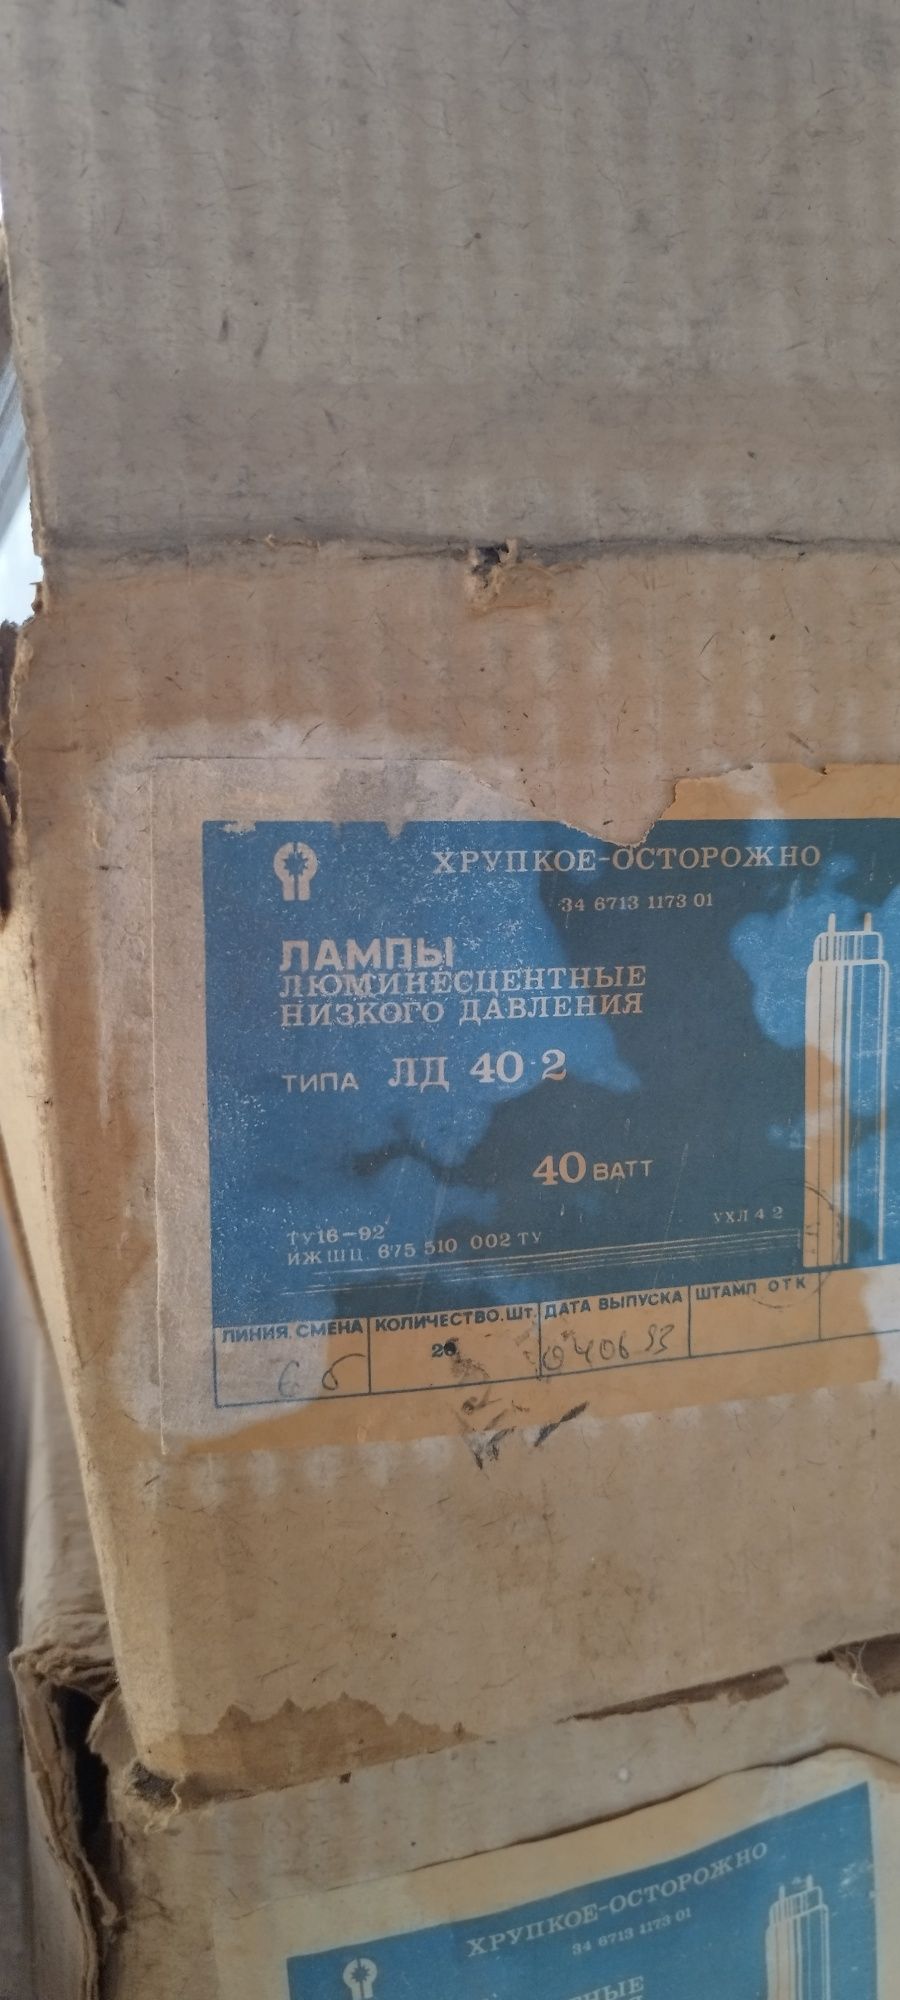 ХРУПКОЕ-ОСТОРОЖНО
34 6713 1173 01
ЛАМПЫ
ЛЮМИНЕСЦЕНТНЫЕ
НИЗКОГО ДАВЛЕНИЯ
ТИПА ЛД 40-2
40 ВАТТ
УХЛ 4 2
ТУ16-92
ИЖШЦ. 675 510 002 ТУ
ЛИНИЯ, СМЕНА КОЛИЧЕСТВО, ШТ. ДАТА ВЫПУСКА ШТАМП ОТК
040693
ХРУПКОЕ-ОСТОРОЖНО
34 6713 1173 01